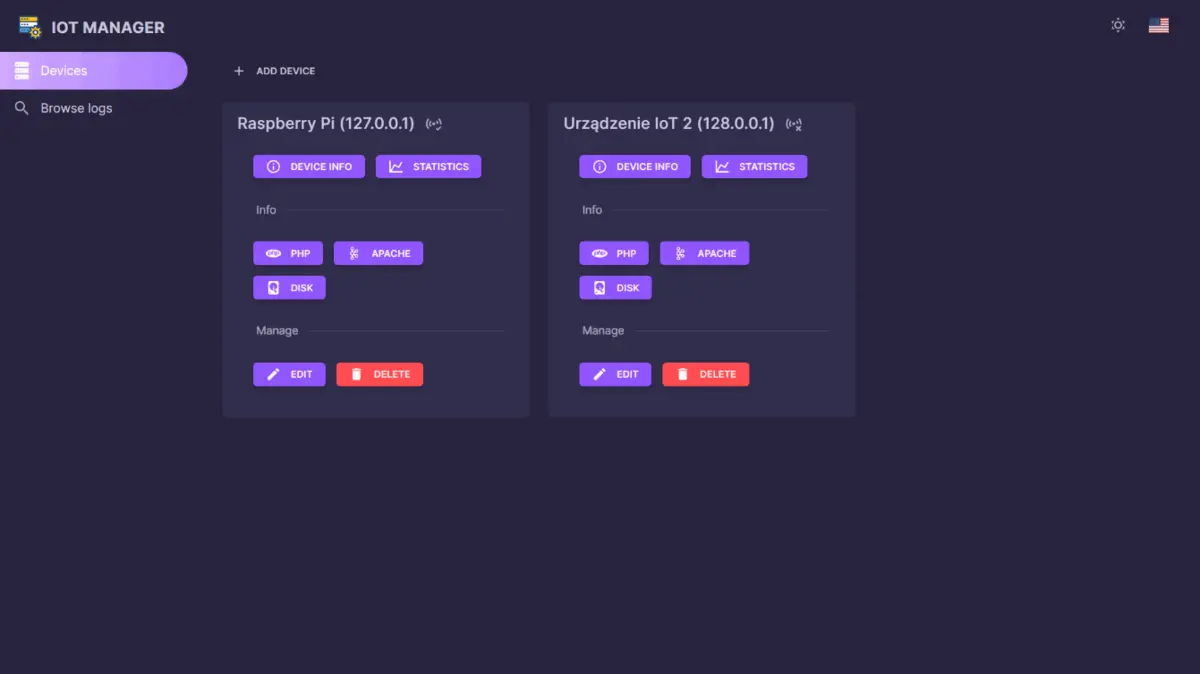 IOT MANAGER
Devices
Browse logs
ADD DEVICE
Raspberry Pi (127.0.0.1)
DEVICE INFO
STATISTICS
Info
PHP
APACHE
DISK
Manage
EDIT
DELETE
Urządzenie IoT 2 (128.0.0.1)
DEVICE INFO
STATISTICS
Info
PHP
APACHE
DISK
Manage
EDIT
DELETE